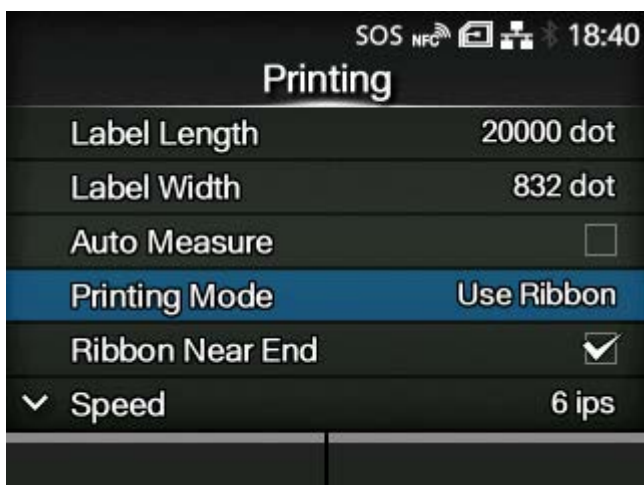 SOS NFC 18:40
Printing
Label Length 20000 dot
Label Width 832 dot
Auto Measure
Printing Mode Use Ribbon
Ribbon Near End
Speed 6 ips